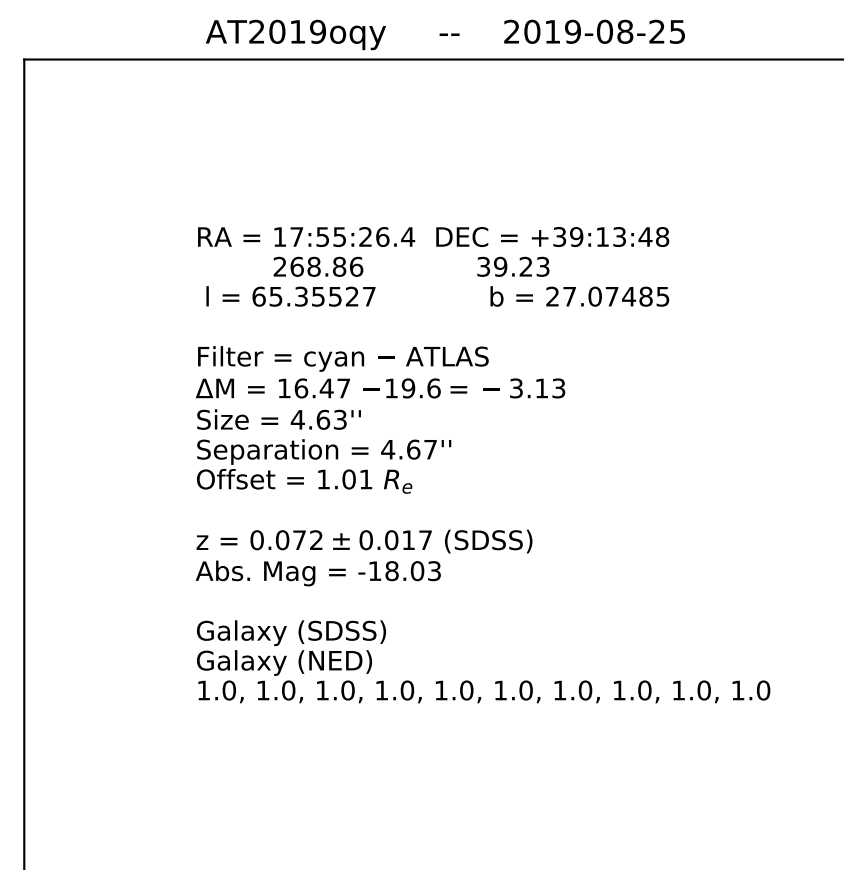 AT2019oqy -- 2019-08-25
RA = 17:55:26.4 DEC = +39:13:48
268.86 39.23
l = 65.35527 b = 27.07485
Filter = cyan − ATLAS
ΔM = 16.47 −19.6 = − 3.13
Size = 4.63''
Separation = 4.67''
Offset = 1.01 Re
z = 0.072 ± 0.017 (SDSS)
Abs. Mag = -18.03
Galaxy (SDSS)
Galaxy (NED)
1.0, 1.0, 1.0, 1.0, 1.0, 1.0, 1.0, 1.0, 1.0, 1.0